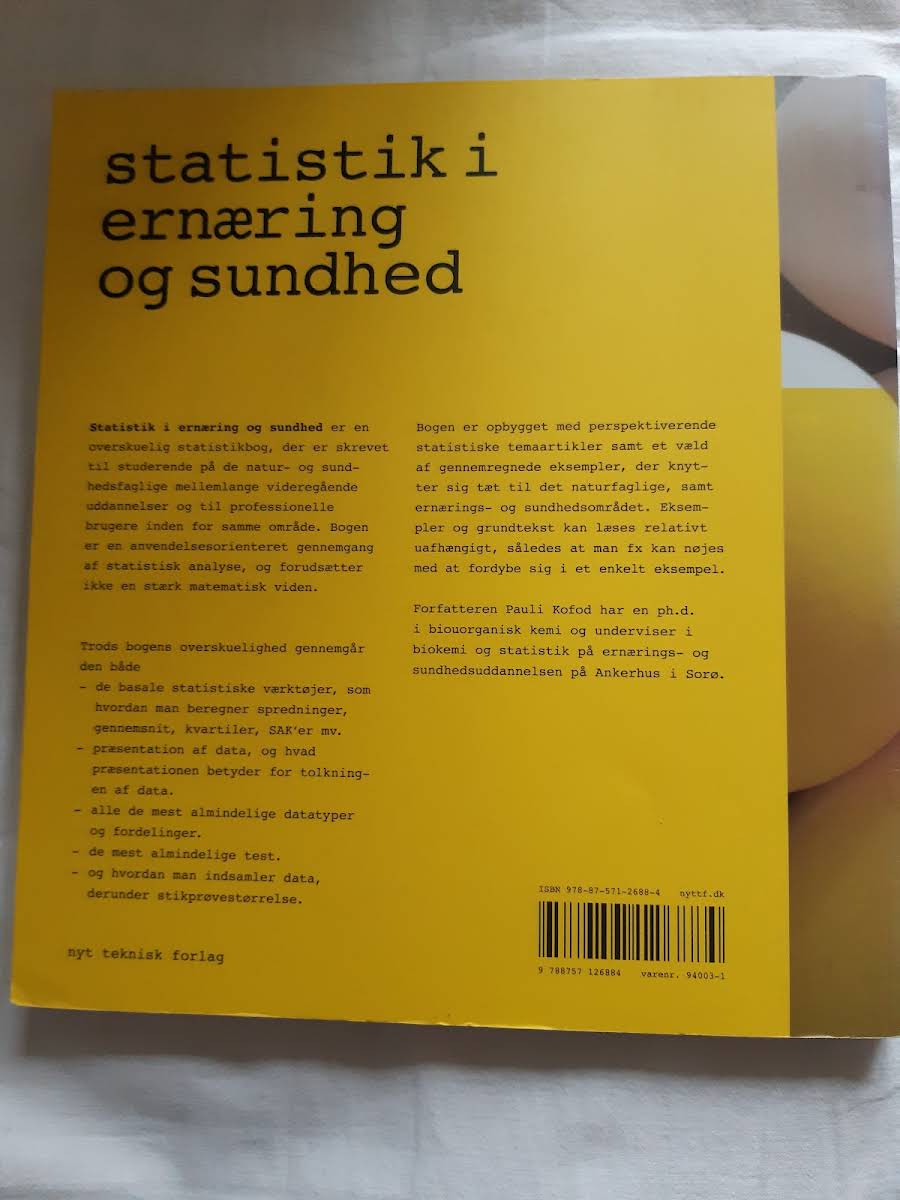 statistik i
ernæring
og sundhed
Statistik i ernæring og sundhed er en
overskuelig statistikbog, der er skrevet
til studerende på de natur- og sund-
hedsfaglige mellemlange videregående
uddannelser og til professionelle
brugere inden for samme område. Bogen
er en anvendelsesorienteret gennemgang
af statistisk analyse, og forudsætter
ikke en stærk matematisk viden.
Trods bogens overskuelighed gennemgår
den både
- de basale statistiske værktøjer, som
hvordan man beregner spredninger,
gennemsnit, kvartiler, SAK'er mv.
- præsentation af data, og hvad
præsentationen betyder for tolkning-
en af data.
- alle de mest almindelige datatyper
og fordelinger.
- de mest almindelige test.
- og hvordan man indsamler data,
derunder stikprøvestørrelse.
nyt teknisk forlag
Bogen er opbygget med perspektiverende
statistiske temaartikler samt et væld
af gennemregnede eksempler, der knyt-
ter sig tæt til det naturfaglige, samt
ernærings- og sundhedsområdet. Eksem-
pler og grundtekst kan læses relativt
uafhængigt, således at man fx kan nøjes
med at fordybe sig i et enkelt eksempel.
Forfatteren Pauli Kofod har en ph.d.
i biouorganisk kemi og underviser i
biokemi og statistik på ernærings- og
sundhedsuddannelsen på Ankerhus i Sorø.
ISBN 978-87-571-2688-4 nyttf.dk
9 788757 126884 varenr. 94003-1